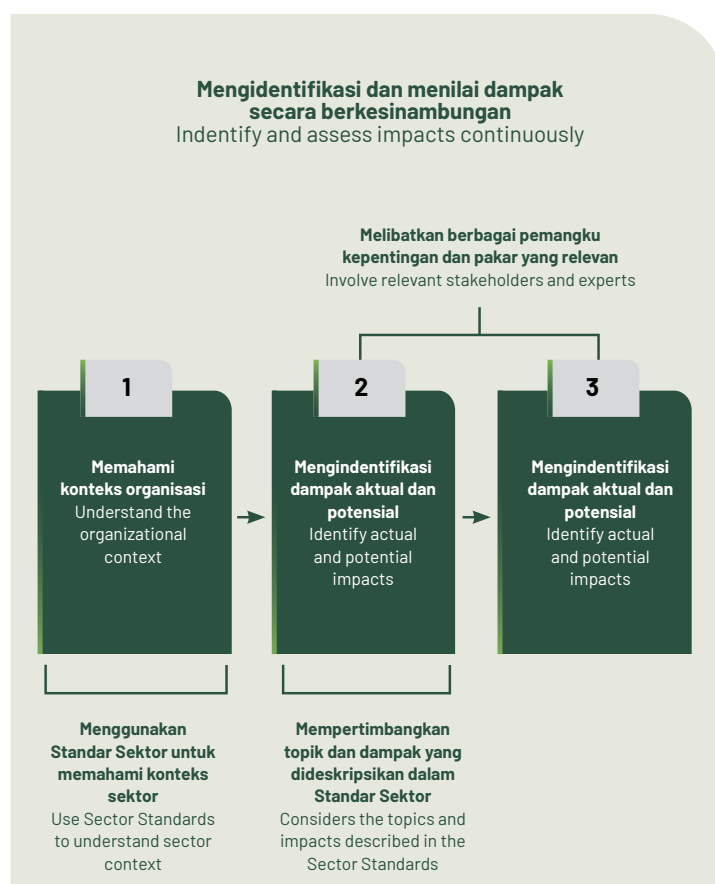 Mengidentifikasi dan menilai dampak
secara berkesinambungan
Indentify and assess impacts continuously
Melibatkan berbagai pemangku
kepentingan dan pakar yang relevan
Involve relevant stakeholders and experts
1
Memahami
konteks organisasi
Understand the
organizational
context
2
Mengindentifikasi
dampak aktual dan
potensial
Identify actual
and potential
impacts
3
Mengindentifikasi
dampak aktual dan
potensial
Identify actual
and potential
impacts
Menggunakan
Standar Sektor untuk
memahami konteks
sektor
Use Sector Standards
to understand sector
context
Mempertimbangkan
topik dan dampak yang
dideskripsikan dalam
Standar Sektor
Considers the topics and
impacts described in the
Sector Standards